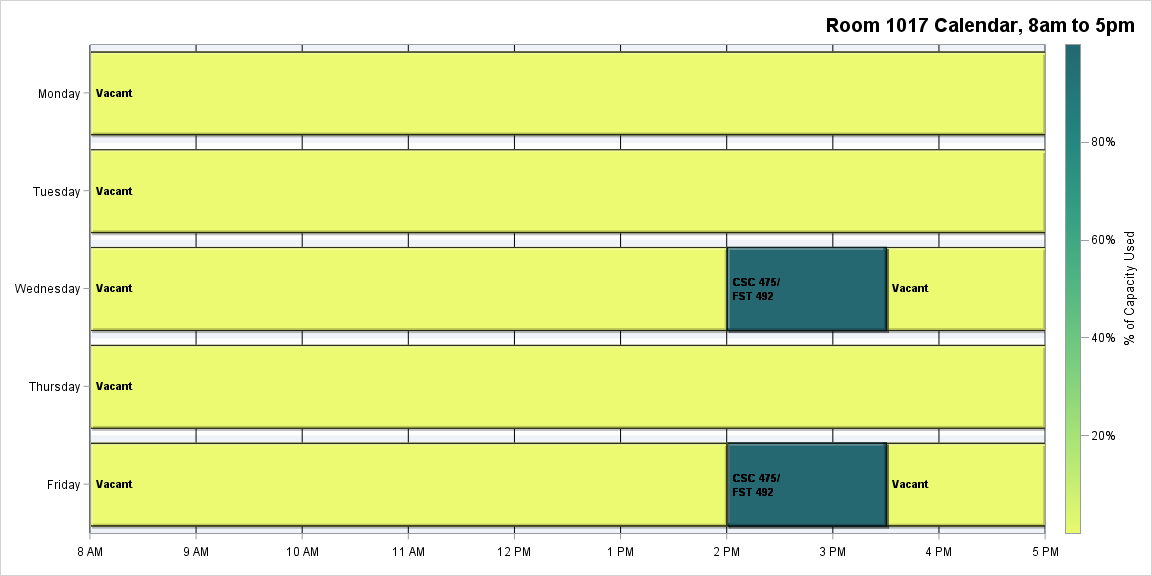 Room 1017 Calendar, 8am to 5pm
Monday
Vacant
Tuesday
Vacant
Wednesday
Vacant
CSC 475/
FST 492
Vacant
Thursday
Vacant
Friday
Vacant
CSC 475/
FST 492
Vacant
8 AM 9 AM 10 AM 11 AM 12 PM 1 PM 2 PM 3 PM 4 PM 5 PM
80%
60%
40%
20%
% of Capacity Used